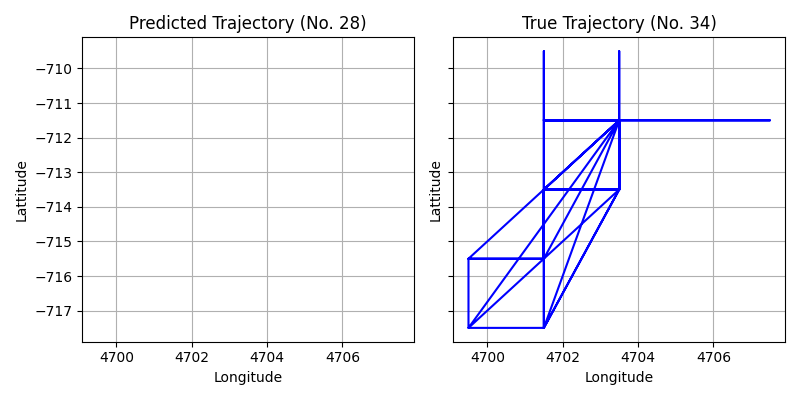 Predicted Trajectory (No. 28)
True Trajectory (No. 34)
−710
−711
−712
−713
−714
−715
−716
−717
Lattitude
Lattitude
4700 4702 4704 4706
4700 4702 4704 4706
Longitude
Longitude